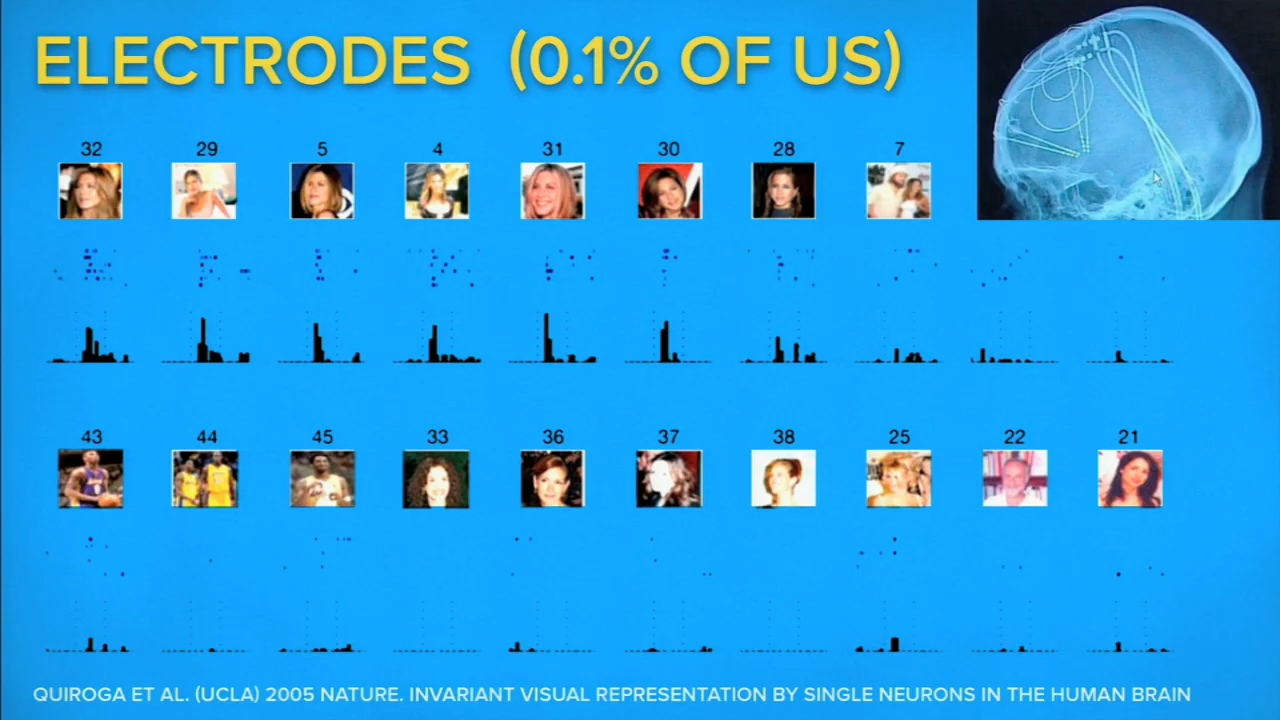 ELECTRODES (0.1% OF US)
32 29 5 4 31 30 28 7
43 44 45 33 36 37 38 25 22 21
QUIROGA ET AL. (UCLA) 2005 NATURE. INVARIANT VISUAL REPRESENTATION BY SINGLE NEURONS IN THE HUMAN BRAIN